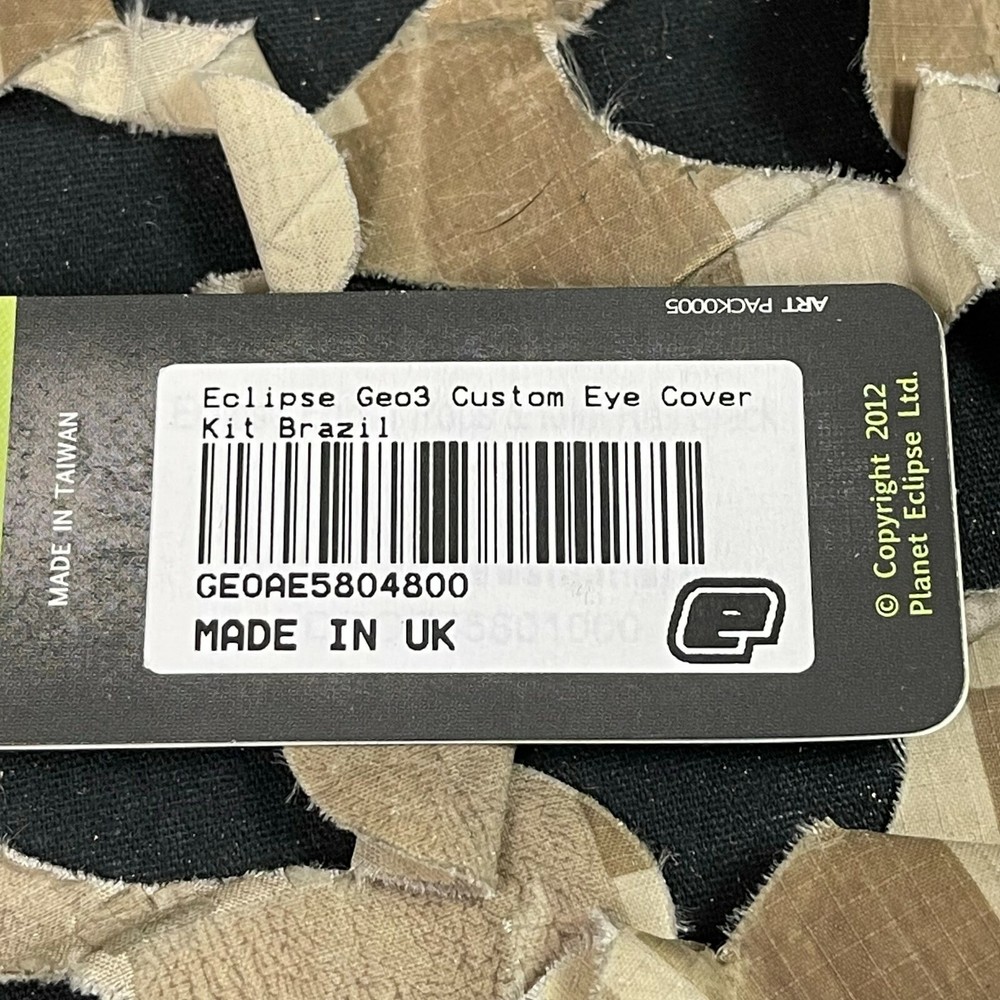 ART PACK0005
Eclipse Geo3 Custom Eye Cover
Kit Brazil
GEOAE5804800
MADE IN UK
e
MADE IN TAIWAN
© Copyright 2012
Planet Eclipse Ltd.